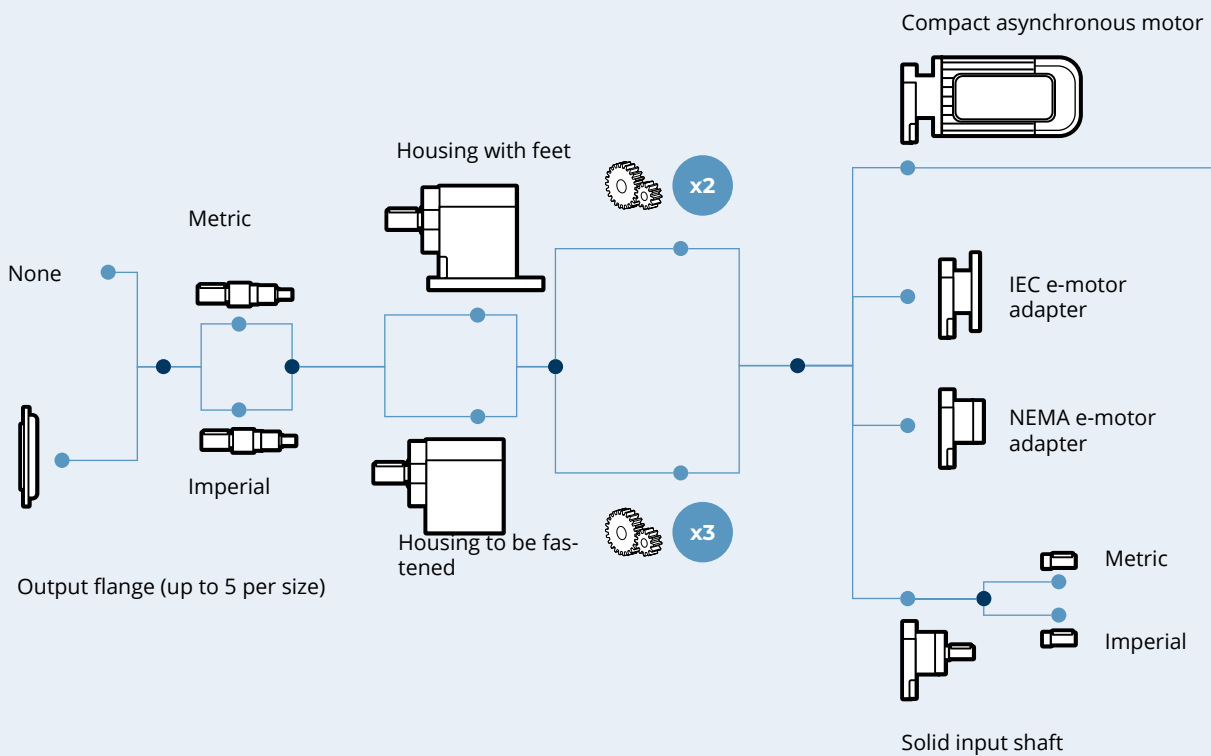 Compact asynchronous motor
Housing with feet
x2
Metric
None
IEC e-motor
adapter
NEMA e-motor
adapter
Imperial
x3
Housing to be fas-
tened
Output flange (up to 5 per size)
Metric
Imperial
Solid input shaft